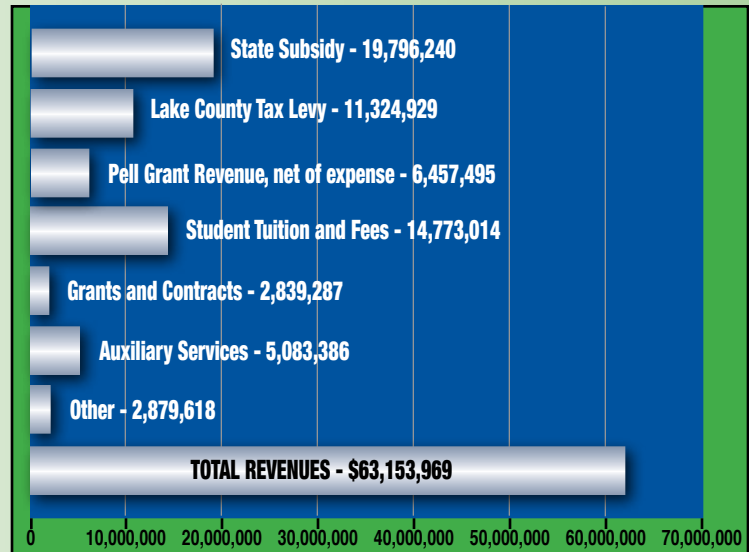 State Subsidy - 19,796,240
Lake County Tax Levy - 11,324,929
Pell Grant Revenue, net of expense - 6,457,495
Student Tuition and Fees - 14,773,014
Grants and Contracts - 2,839,287
Auxiliary Services - 5,083,386
Other - 2,879,618
TOTAL REVENUES - $63,153,969
0 10,000,000 20,000,000 30,000,000 40,000,000 50,000,000 60,000,000 70,000,000